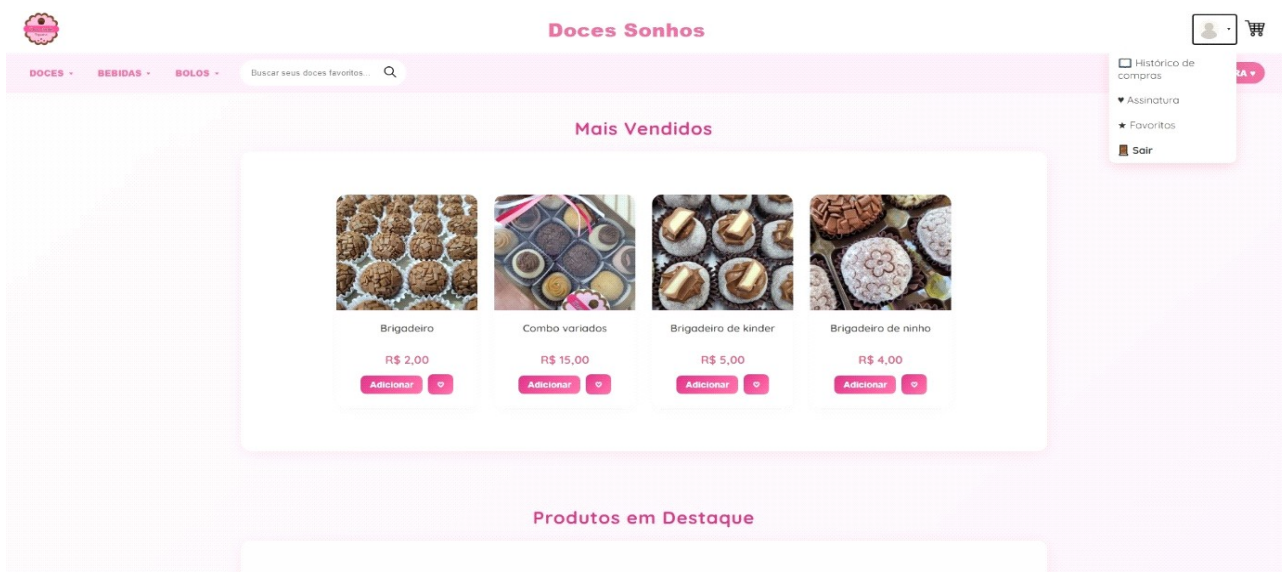 Doces Sonhos
DOCES
BEBIDAS
BOLOS
Buscar seus doces favoritos...
RA ♥
Histórico de
compras
♥ Assinatura
★ Favoritos
Sair
Mais Vendidos
Brigadeiro
Combo variados
Brigadeiro de kinder
Brigadeiro de ninho
R$ 2,00
R$ 15,00
R$ 5,00
R$ 4,00
Adicionar
Adicionar
Adicionar
Adicionar
Produtos em Destaque